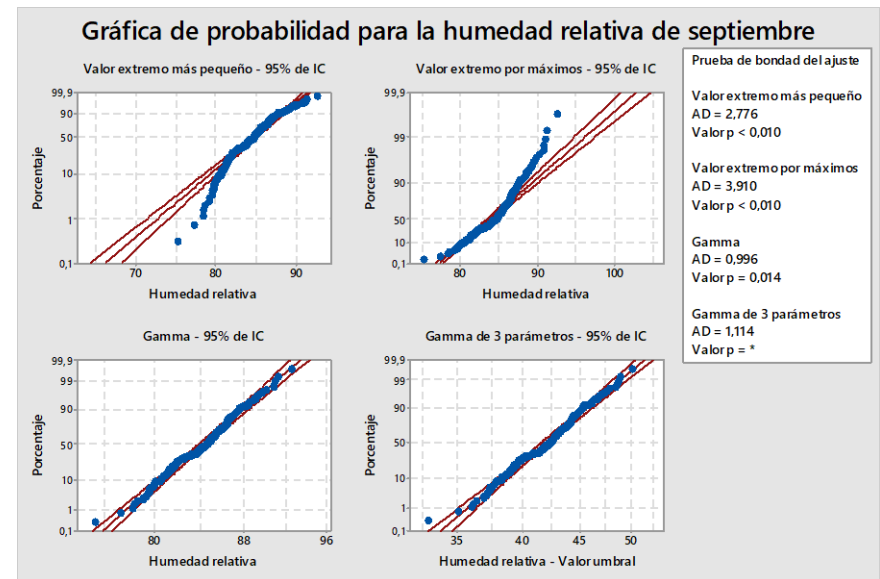 Gráfica de probabilidad para la humedad relativa de septiembre
Valor extremo más pequeño - 95% de IC
99,9
90
50
10
1
0,1
Porcentaje
70 80 90
Humedad relativa
Valor extremo por máximos - 95% de IC
99,9
99
90
50
10
0,1
Porcentaje
80 90 100
Humedad relativa
Gamma - 95% de IC
99,9
99
90
50
10
1
0,1
Porcentaje
80 88 96
Humedad relativa
Gamma de 3 parámetros - 95% de IC
99,9
99
90
50
10
1
0,1
Porcentaje
35 40 45 50
Humedad relativa - Valor umbral
Prueba de bondad del ajuste
Valor extremo más pequeño
AD = 2,776
Valor p < 0,010
Valor extremo por máximos
AD = 3,910
Valor p < 0,010
Gamma
AD = 0,996
Valor p = 0,014
Gamma de 3 parámetros
AD = 1,114
Valor p = *